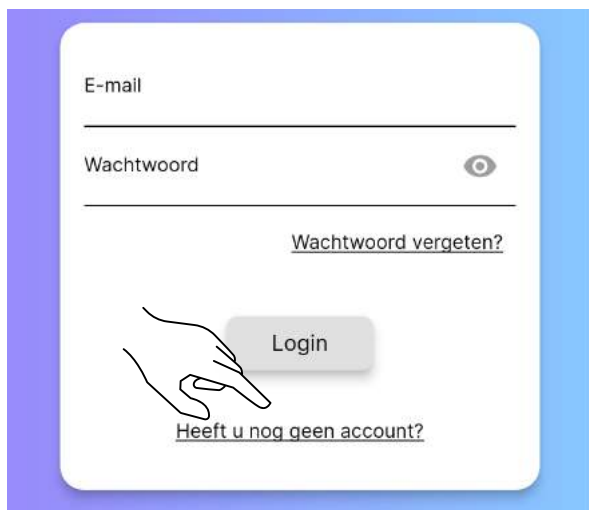 E-mail
Wachtwoord
Wachtwoord vergeten?
Login
Heeft u nog geen account?